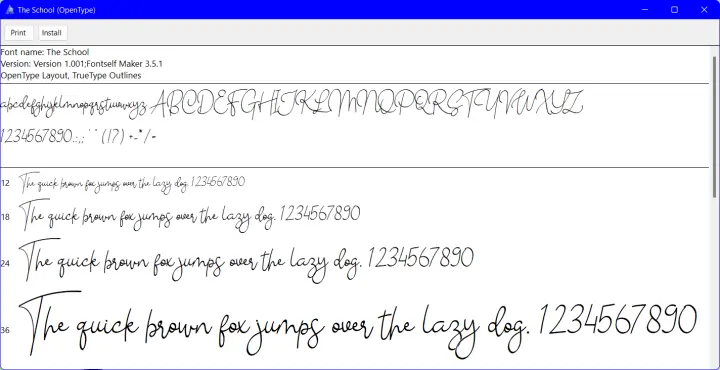 The School (OpenType)
Print Install
Font name: The School
Version: Version 1.001;Fontself Maker 3.5.1
OpenType Layout, TrueType Outlines
abcdefghijklmnopqrstuvwxyz ABCDEFGHIJKLMNOPQRSTUVWXYZ
1234567890.:,; ' " (!?) +-*/=
12 The quick brown fox jumps over the lazy dog. 1234567890
18 The quick brown fox jumps over the lazy dog. 1234567890
24 The quick brown fox jumps over the lazy dog. 1234567890
36 The quick brown fox jumps over the lazy dog. 1234567890